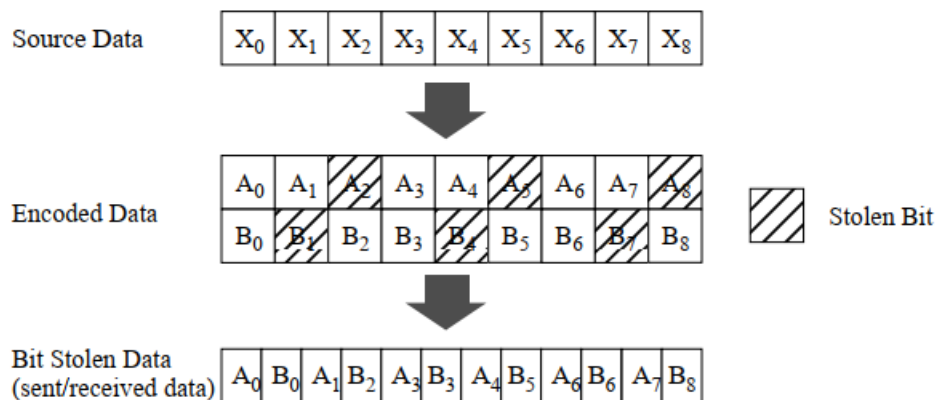 Source Data X₀ X₁ X₂ X₃ X₄ X₅ X₆ X₇ X₈
A₀ A₁ A₂ A₃ A₄ A₅ A₆ A₇ A₈
Encoded Data
B₀ B₁ B₂ B₃ B₄ B₅ B₆ B₇ B₈
Stolen Bit
Bit Stolen Data
(sent/received data) A₀ B₀ A₁ B₂ A₃ B₃ A₄ B₅ A₆ B₆ A₇ B₈